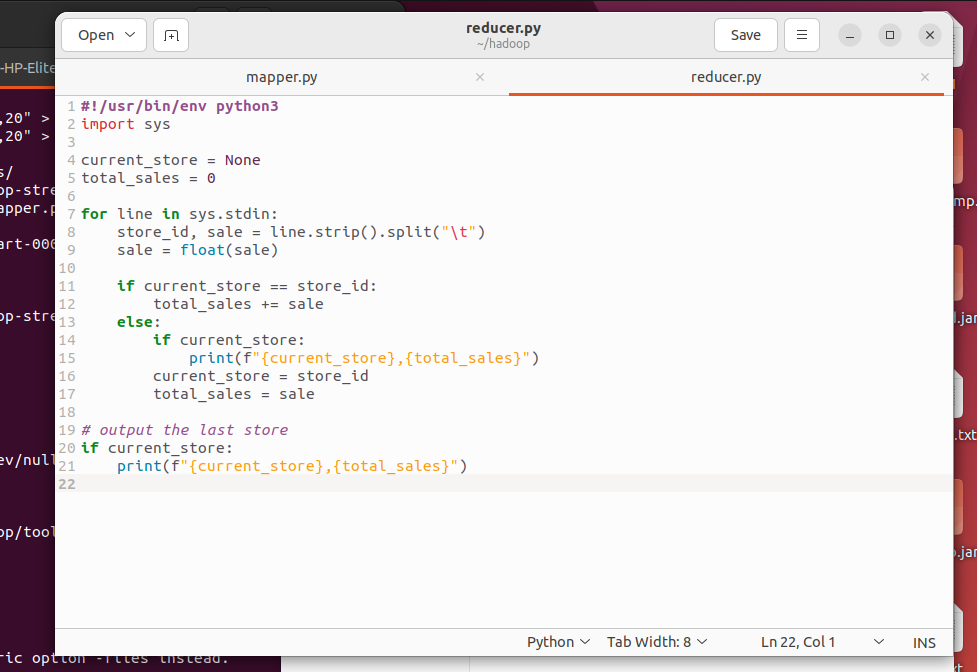 Open
reducer.py
~/hadoop
Save
-HP-Elite
mapper.py
reducer.py
1 #!/usr/bin/env python3
2 import sys
3
4 current_store = None
5 total_sales = 0
6
7 for line in sys.stdin:
8     store_id, sale = line.strip().split("\t")
9     sale = float(sale)
10
11     if current_store == store_id:
12         total_sales += sale
13     else:
14         if current_store:
15             print(f"{current_store},{total_sales}")
16         current_store = store_id
17         total_sales = sale
18
19 # output the last store
20 if current_store:
21     print(f"{current_store},{total_sales}")
22
,20" >
,20" >
s/
op-stre
apper.p
art-000
op-stre
ev/null
op/tool
ric option -files instead.
mp.
.jar
.txt
.jar
xt
Python
Tab Width: 8
Ln 22, Col 1
INS